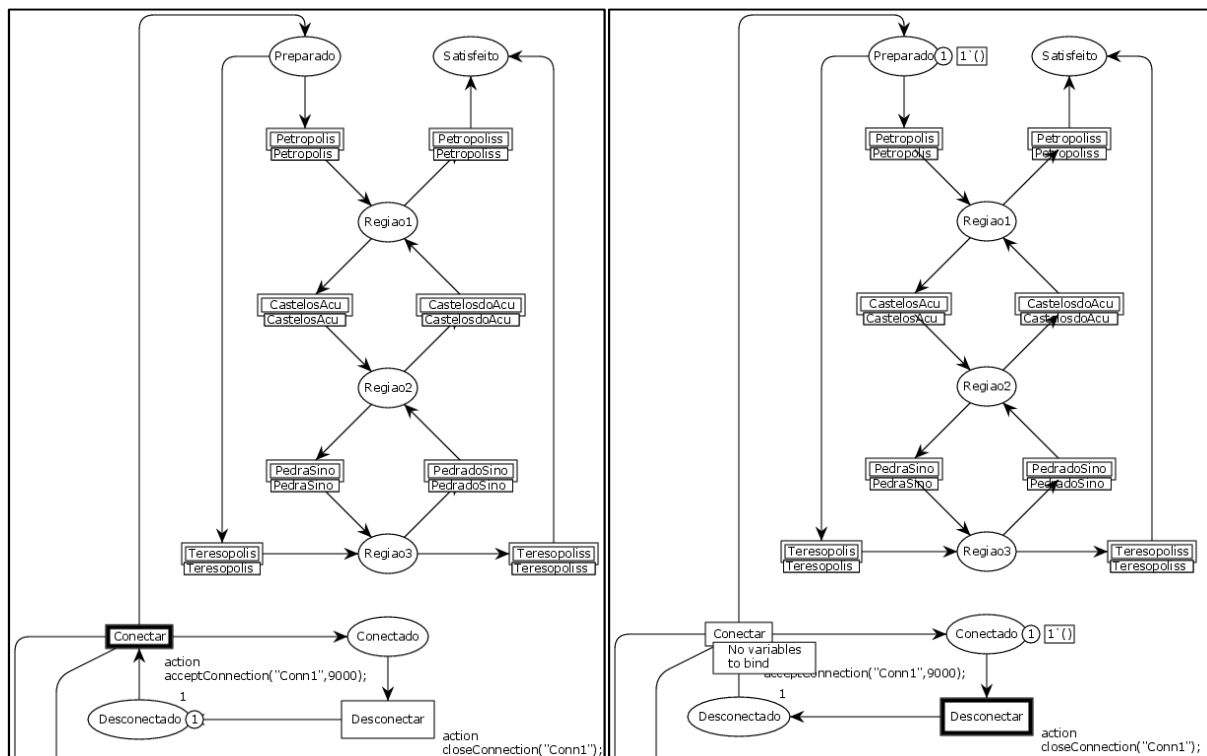 Preparado
Satisfeito
Petropolis
Petropoliss
Petropolis
Petropoliss
Regiao1
CastelosAcu
CastelosdoAcu
CastelosAcu
CastelosdoAcu
Regiao2
PedraSino
PedradoSino
PedraSino
PedradoSino
Teresopolis
Regiao3
Teresopoliss
Teresopolis
Teresopoliss
Conectar
Conectado
action
acceptConnection("Conn1",9000);
1
Desconectado
1
Desconectar
action
closeConnection("Conn1");
Preparado
1
1`()
Satisfeito
Petropolis
Petropoliss
Petropolis
Petropoliss
Regiao1
CastelosAcu
CastelosdoAcu
CastelosAcu
CastelosdoAcu
Regiao2
PedraSino
PedradoSino
PedraSino
PedradoSino
Teresopolis
Regiao3
Teresopoliss
Teresopolis
Teresopoliss
Conectar
Conectado
1
1`()
No variables
to bind
acceptConnection("Conn1",9000);
1
Desconectado
Desconectar
action
closeConnection("Conn1");